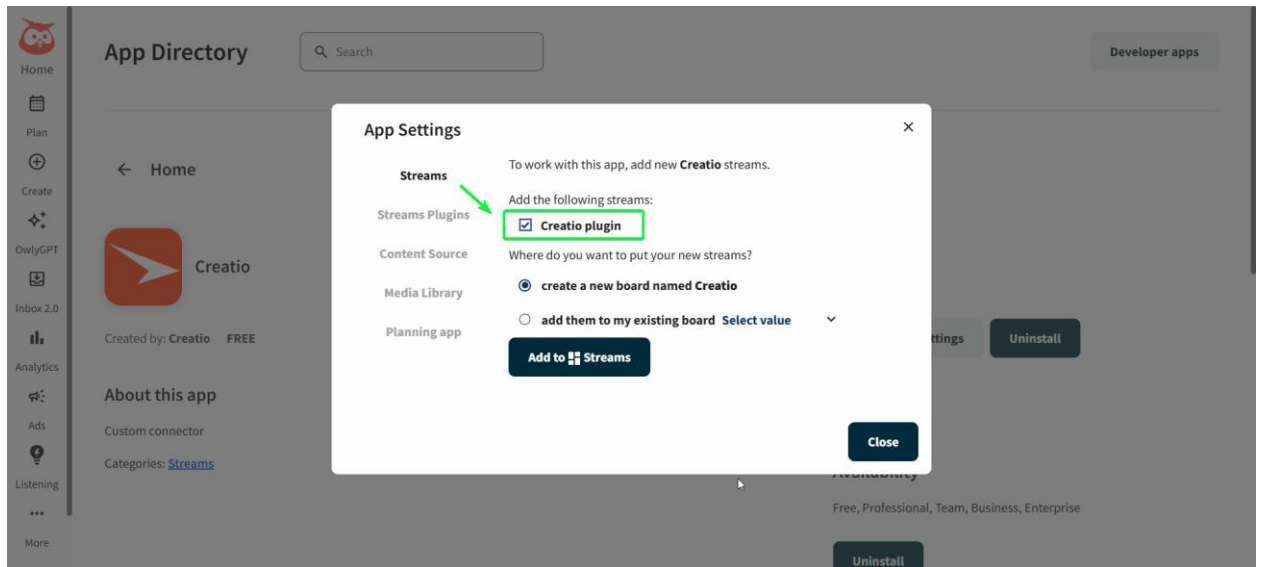 Home
Plan
Create
OwlyGPT
Inbox 2.0
Analytics
Ads
Listening
More
App Directory
Search
Developer apps
Home
Creatio
Created by: Creatio FREE
About this app
Custom connector
Categories: Streams
App Settings
Streams
Streams Plugins
Content Source
Media Library
Planning app
To work with this app, add new Creatio streams.
Add the following streams:
Creatio plugin
Where do you want to put your new streams?
create a new board named Creatio
add them to my existing board Select value
Add to Streams
Close
Uninstall
Free, Professional, Team, Business, Enterprise
Uninstall